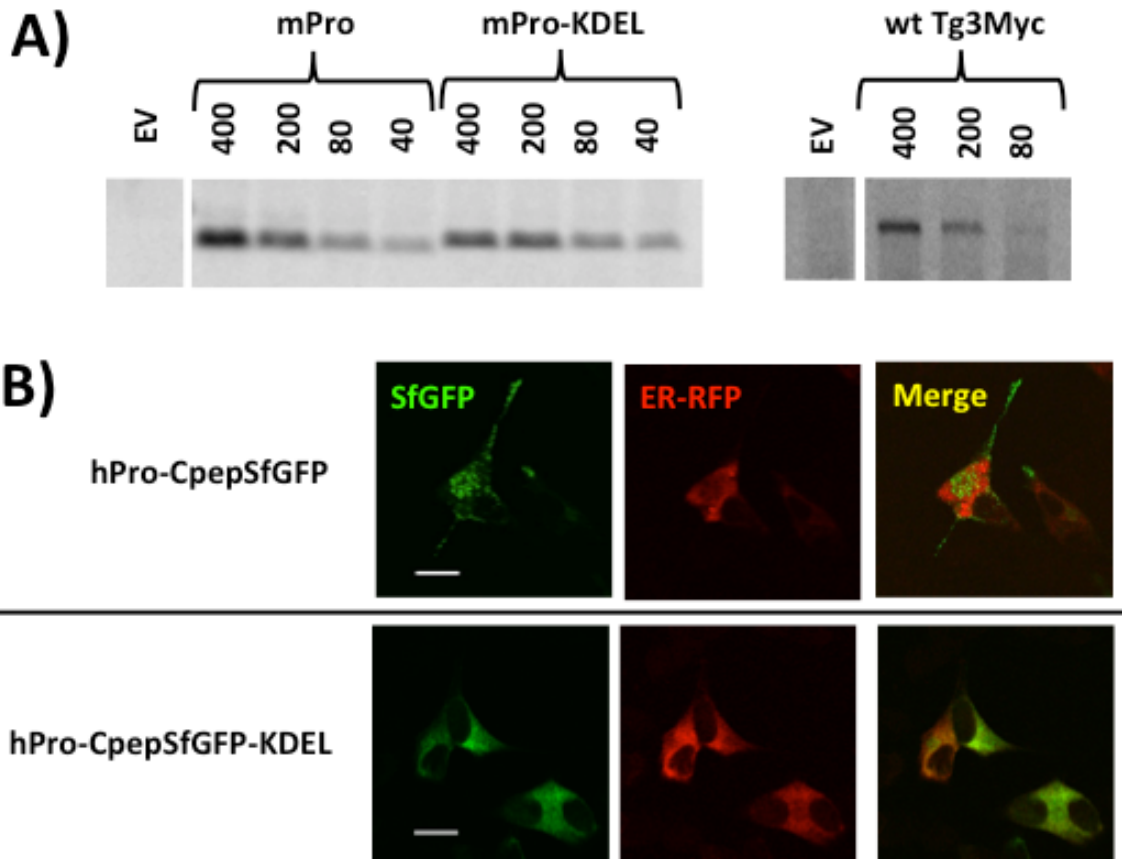 A)
mPro mPro-KDEL wt Tg3Myc
EV 400 200 80 40 400 200 80 40 EV 400 200 80
B)
SfGFP ER-RFP Merge
hPro-CpepSfGFP
hPro-CpepSfGFP-KDEL